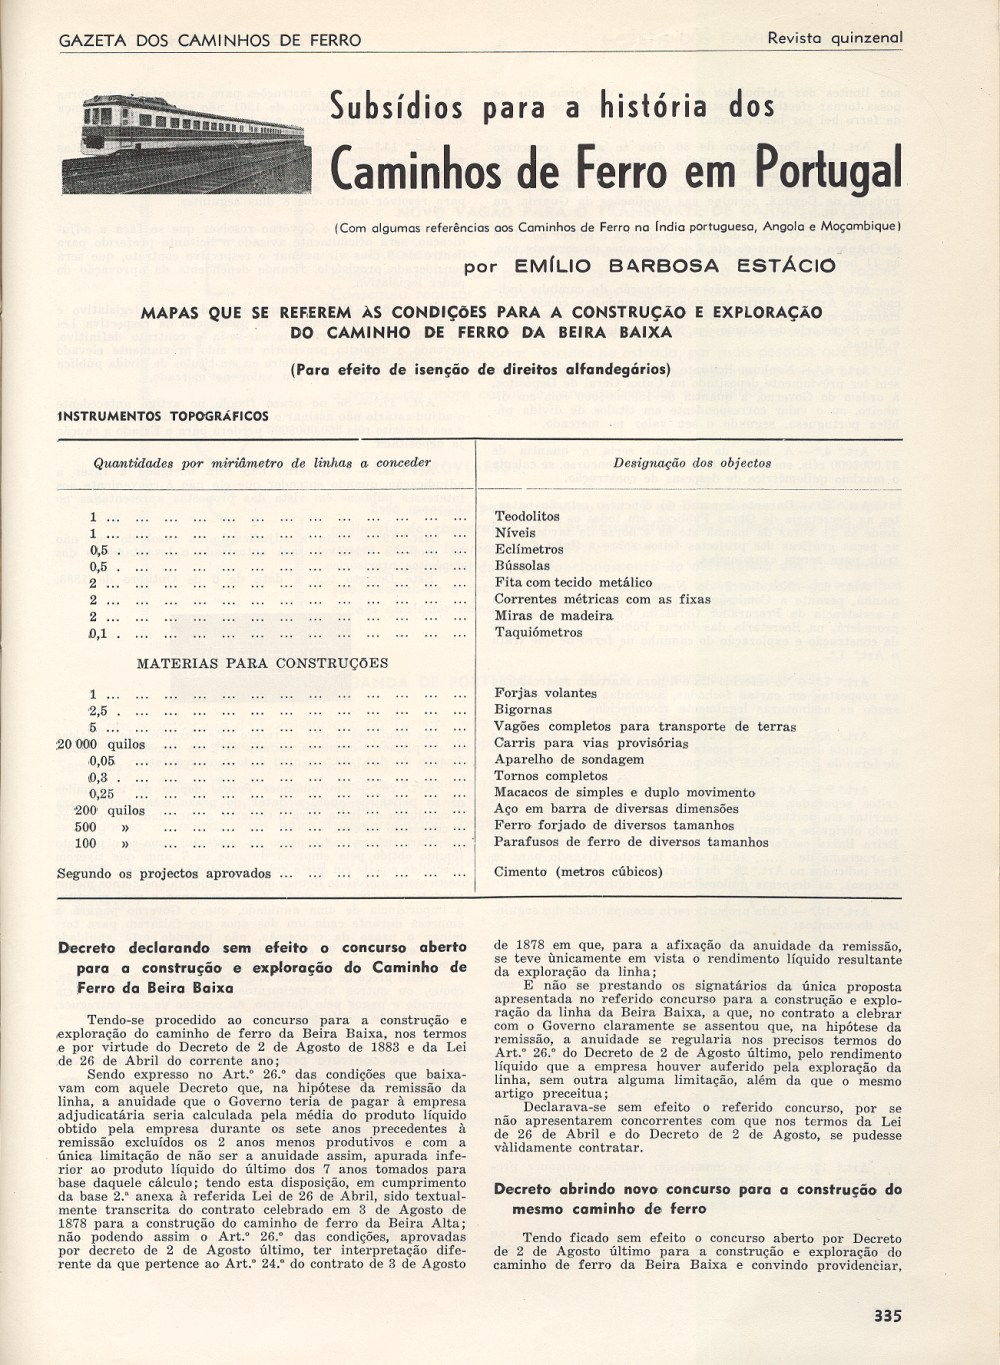 GAZETA DOS CAMINHOS DE FERRO
Revista quinzenal
Subsídios para a história dos
Caminhos de Ferro em Portugal
(Com algumas referências aos Caminhos de Ferro na Índia portuguesa, Angola e Moçambique)
por EMÍLIO BARBOSA ESTÁCIO
MAPAS QUE SE REFEREM ÀS CONDIÇÕES PARA A CONSTRUÇÃO E EXPLORAÇÃO
DO CAMINHO DE FERRO DA BEIRA BAIXA
(Para efeito de isenção de direitos alfandegários)
INSTRUMENTOS TOPOGRÁFICOS
Quantidades por miriâmetro de linhas a conceder Designação dos objectos
1 ... ... ... ... ... ... ... ... ... ... ... ... ... Teodolitos
1 ... ... ... ... ... ... ... ... ... ... ... ... ... Níveis
0,5 . ... ... ... ... ... ... ... ... ... ... ... ... Eclímetros
0,5 . ... ... ... ... ... ... ... ... ... ... ... ... Bússolas
2 ... ... ... ... ... ... ... ... ... ... ... ... ... Fita com tecido metálico
2 ... ... ... ... ... ... ... ... ... ... ... ... ... Correntes métricas com as fixas
2 ... ... ... ... ... ... ... ... ... ... ... ... ... Miras de madeira
0,1 . ... ... ... ... ... ... ... ... ... ... ... ... Taquiómetros
MATERIAS PARA CONSTRUÇÕES
1 ... ... ... ... ... ... ... ... ... ... ... ... ... Forjas volantes
2,5 . ... ... ... ... ... ... ... ... ... ... ... ... Bigornas
5 ... ... ... ... ... ... ... ... ... ... ... ... ... Vagões completos para transporte de terras
20 000 quilos ... ... ... ... ... ... ... ... ... ... ... Carris para vias provisórias
0,05 ... ... ... ... ... ... ... ... ... ... ... ... Aparelho de sondagem
0,3 . ... ... ... ... ... ... ... ... ... ... ... ... Tornos completos
0,25 ... ... ... ... ... ... ... ... ... ... ... ... Macacos de simples e duplo movimento
200 quilos ... ... ... ... ... ... ... ... ... ... ... Aço em barra de diversas dimensões
500 » ... ... ... ... ... ... ... ... ... ... ... Ferro forjado de diversos tamanhos
100 » ... ... ... ... ... ... ... ... ... ... ... Parafusos de ferro de diversos tamanhos
Segundo os projectos aprovados ... ... ... ... ... ... ... Cimento (metros cúbicos)
Decreto declarando sem efeito o concurso aberto
para a construção e exploração do Caminho de
Ferro da Beira Baixa
Tendo-se procedido ao concurso para a construção e
exploração do caminho de ferro da Beira Baixa, nos termos
e por virtude do Decreto de 2 de Agosto de 1883 e da Lei
de 26 de Abril do corrente ano;
Sendo expresso no Art.º 26.º das condições que baixa-
vam com aquele Decreto que, na hipótese da remissão da
linha, a anuidade que o Governo teria de pagar à empresa
adjudicatária seria calculada pela média do produto líquido
obtido pela empresa durante os sete anos precedentes à
remissão excluídos os 2 anos menos produtivos e com a
única limitação de não ser a anuidade assim, apurada infe-
rior ao produto líquido do último dos 7 anos tomados para
base daquele cálculo; tendo esta disposição, em cumprimento
da base 2.ª anexa à referida Lei de 26 de Abril, sido textual-
mente transcrita do contrato celebrado em 3 de Agosto de
1878 para a construção do caminho de ferro da Beira Alta;
não podendo assim o Art.º 26.º das condições, aprovadas
por decreto de 2 de Agosto último, ter interpretação dife-
rente da que pertence ao Art.º 24.º do contrato de 3 de Agosto
de 1878 em que, para a afixação da anuidade da remissão,
se teve ùnicamente em vista o rendimento líquido resultante
da exploração da linha;
E não se prestando os signatários da única proposta
apresentada no referido concurso para a construção e explo-
ração da linha da Beira Baixa, a que, no contrato a clebrar
com o Governo claramente se assentou que, na hipótese da
remissão, a anuidade se regularia nos precisos termos do
Art.º 26.º do Decreto de 2 de Agosto último, pelo rendimento
líquido que a empresa houver auferido pela exploração da
linha, sem outra alguma limitação, além da que o mesmo
artigo preceitua;
Declarava-se sem efeito o referido concurso, por se
não apresentarem concorrentes com que nos termos da Lei
de 26 de Abril e do Decreto de 2 de Agosto, se pudesse
vàlidamente contratar.
Decreto abrindo novo concurso para a construção do
mesmo caminho de ferro
Tendo ficado sem efeito o concurso aberto por Decreto
de 2 de Agosto último para a construção e exploração do
caminho de ferro da Beira Baixa e convindo providenciar,
335